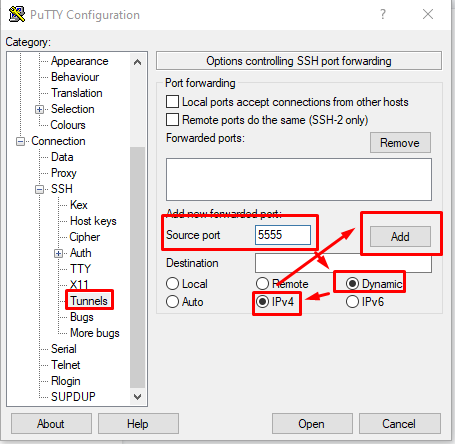 PuTTY Configuration ? ×
Category:
Appearance
Behaviour
Translation
Selection
Colours
Connection
Data
Proxy
SSH
Kex
Host keys
Cipher
Auth
TTY
X11
Tunnels
Bugs
More bugs
Serial
Telnet
Rlogin
SUPDUP
Options controlling SSH port forwarding
Port forwarding
Local ports accept connections from other hosts
Remote ports do the same (SSH-2 only)
Forwarded ports:
Remove
Add new forwarded port:
Source port 5555 Add
Destination
Local Remote Dynamic
Auto IPv4 IPv6
About Help Open Cancel